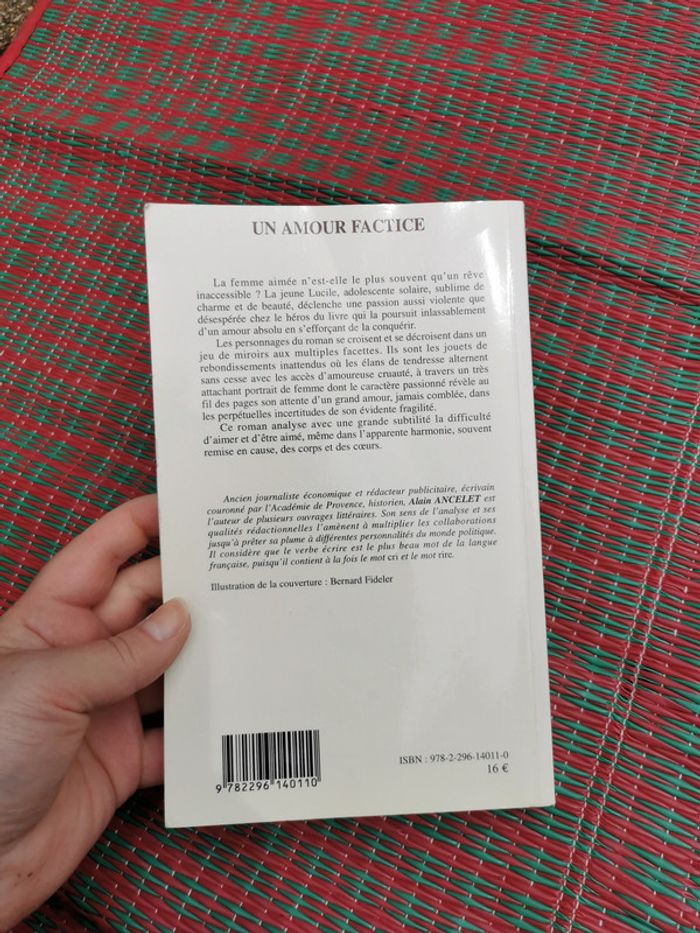 UN AMOUR FACTICE
La femme aimée n'est-elle le plus souvent qu'un rêve
inaccessible ? La jeune Lucile, adolescente solaire, sublime de
charme et de beauté, déclenche une passion aussi violente que
désespérée chez le héros du livre qui la poursuit inlassablement
d'un amour absolu en s'efforçant de la conquérir.
Les personnages du roman se croisent et se décroisent dans un
jeu de miroirs aux multiples facettes. Ils sont les jouets de
rebondissements inattendus où les élans de tendresse alternent
sans cesse avec les accès d'amoureuse cruauté, à travers un très
attachant portrait de femme dont le caractère passionné révèle au
fil des pages son attente d'un grand amour, jamais comblée, dans
les perpétuelles incertitudes de son évidente fragilité.
Ce roman analyse avec une grande subtilité la difficulté
d'aimer et d'être aimé, même dans l'apparente harmonie, souvent
remise en cause, des corps et des cœurs.
Ancien journaliste économique et rédacteur publicitaire, écrivain
couronné par l'Académie de Provence, historien, Alain ANCELET est
l'auteur de plusieurs ouvrages littéraires. Son sens de l'analyse et ses
qualités rédactionnelles l'amènent à multiplier les collaborations
jusqu'à prêter sa plume à différentes personnalités du monde politique.
Il considère que le verbe écrire est le plus beau mot de la langue
française, puisqu'il contient à la fois le mot cri et le mot rire.
Illustration de la couverture : Bernard Fideler
ISBN : 978-2-296-14011-0
16 €
9 782296 140110